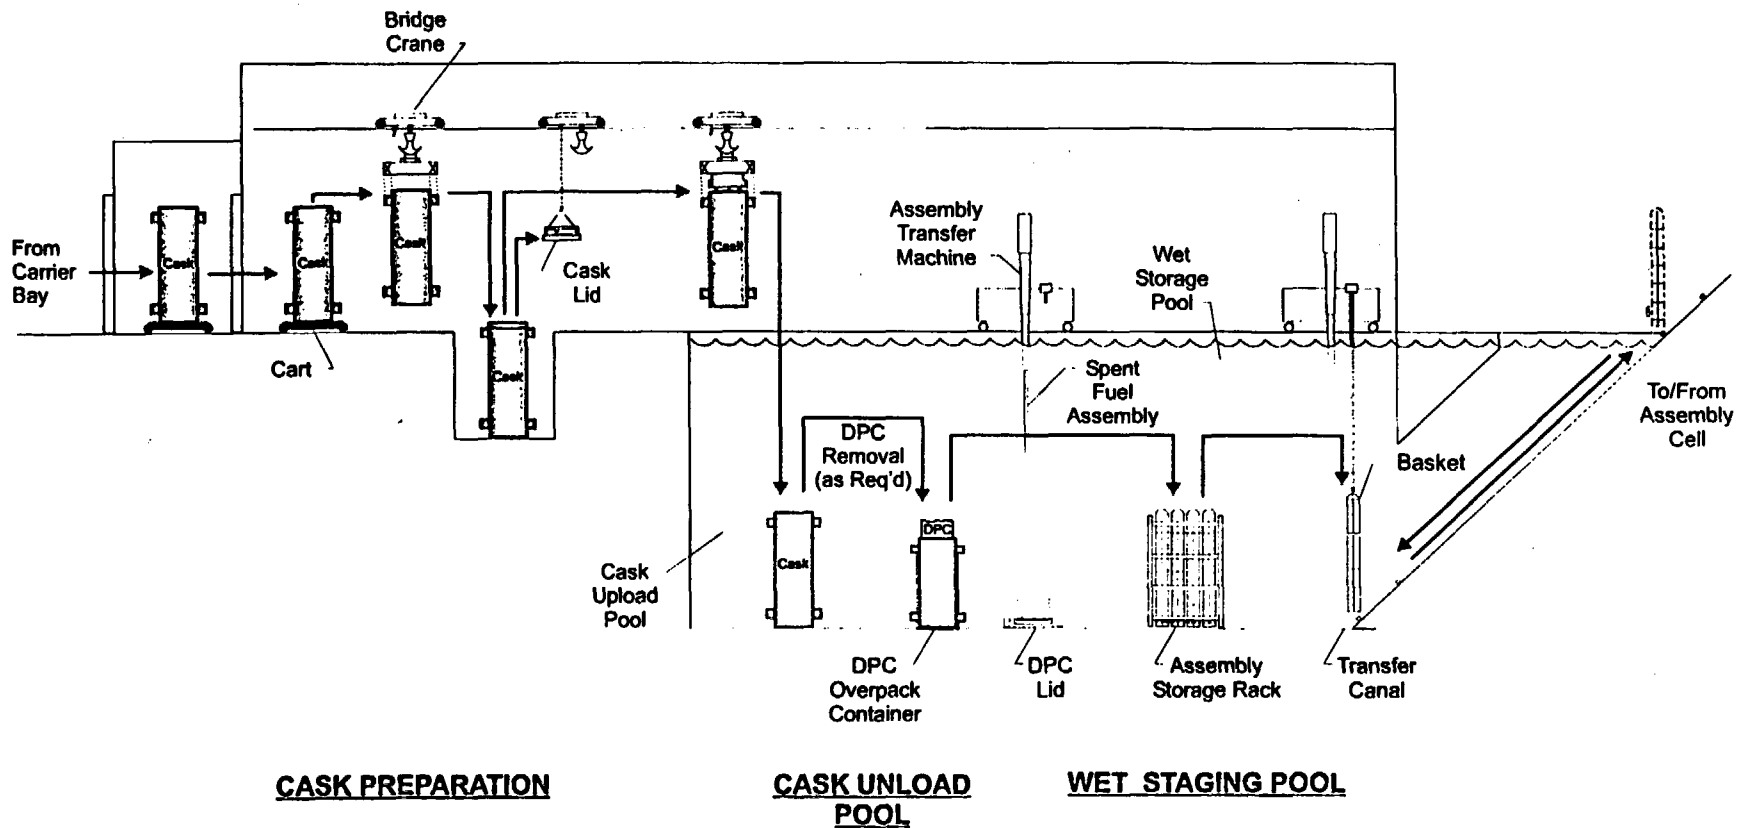 Bridge
Crane
From
Carrier
Bay
Cask
Cask
Cask
Cask
Cask
Lid
Cask
Cart
Assembly
Transfer
Machine
Wet
Storage
Pool
Spent
Fuel
Assembly
To/From
Assembly
Cell
DPC
Removal
(as Req'd)
Basket
DPC
Cask
Cask
Upload
Pool
DPC
Overpack
Container
DPC
Lid
Assembly
Storage Rack
Transfer
Canal
CASK PREPARATION
CASK UNLOAD
POOL
WET STAGING POOL